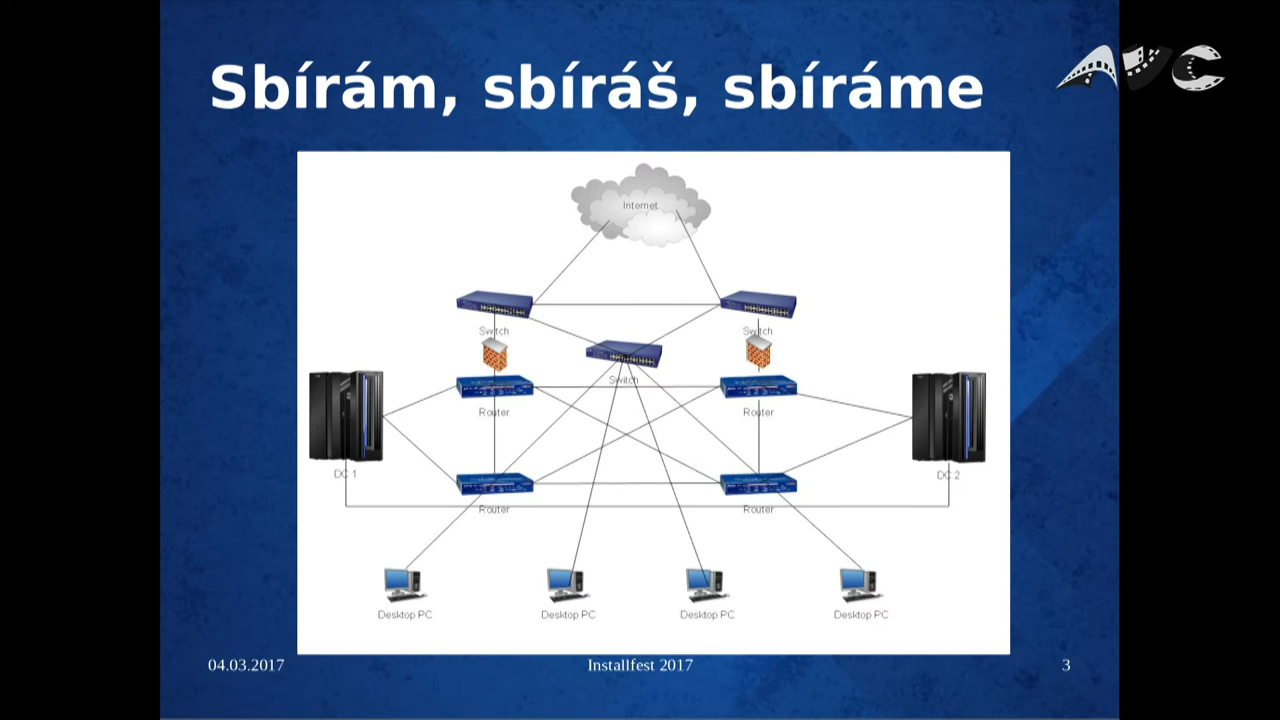 Sbírám, sbíráš, sbíráme
AVC
Internet
Switch
Switch
Switch
Router
Router
DC 1
DC 2
Router
Router
Desktop PC
Desktop PC
Desktop PC
Desktop PC
04.03.2017
Installfest 2017
3